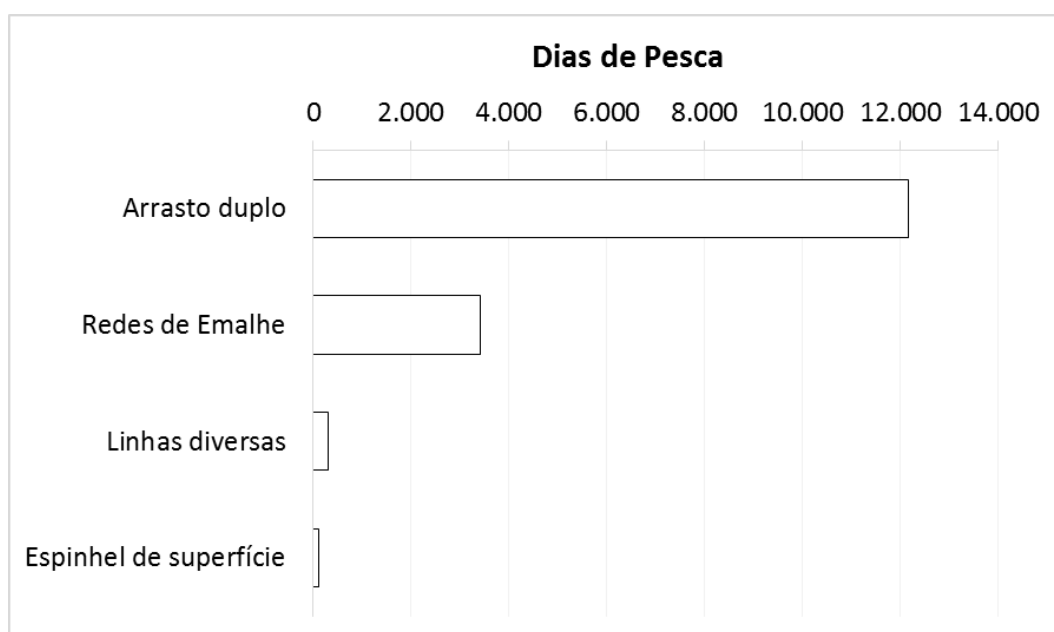 Dias de Pesca
0 2.000 4.000 6.000 8.000 10.000 12.000 14.000
Arrasto duplo
Redes de Emalhe
Linhas diversas
Espinhel de superfície